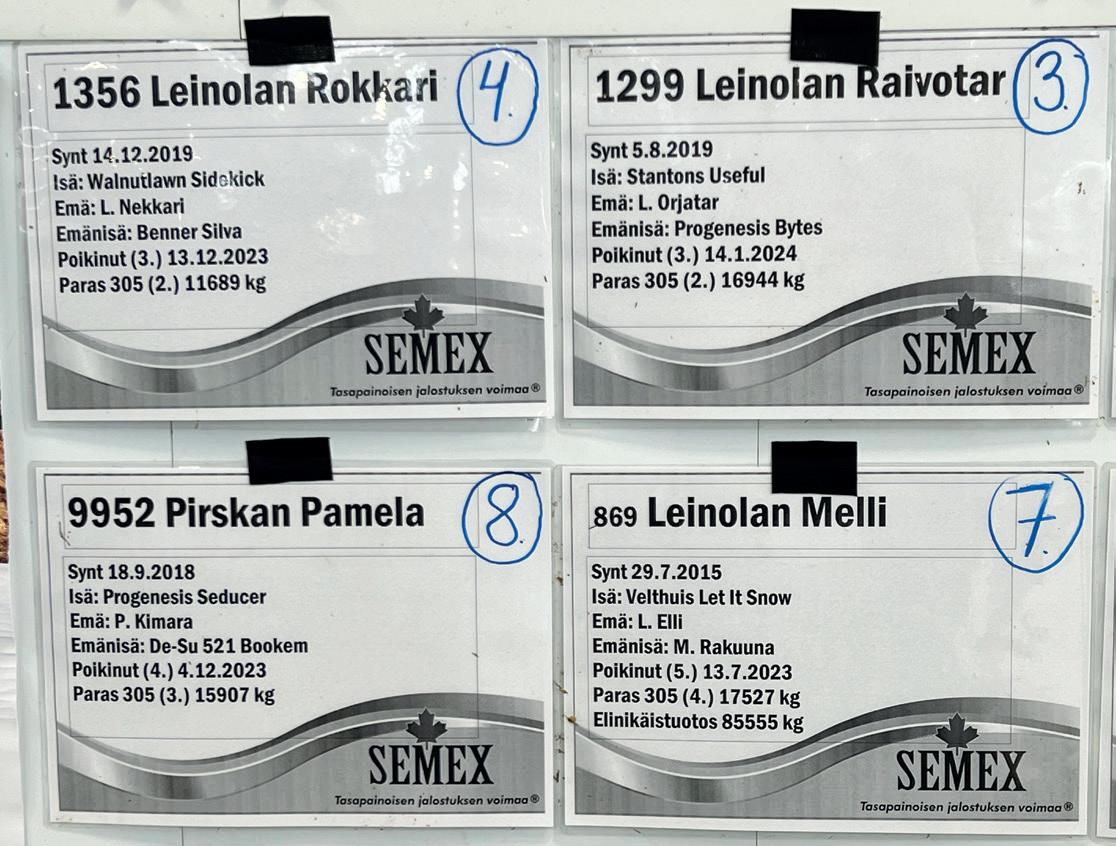 1356 Leinolan Rokkari
4.
Synt 14.12.2019
Isä: Walnutlawn Sidekick
Emä: L. Nekkari
Emänisä: Benner Silva
Poikinut (3.) 13.12.2023
Paras 305 (2.) 11689 kg
SEMEX
Tasapainoisen jalostuksen voimaa®
1299 Leinolan Raivotar
3.
Synt 5.8.2019
Isä: Stantons Useful
Emä: L. Orjatar
Emänisä: Progenesis Bytes
Poikinut (3.) 14.1.2024
Paras 305 (2.) 16944 kg
SEMEX
Tasapainoisen jalostuksen voimaa®
9952 Pirskan Pamela
8.
Synt 18.9.2018
Isä: Progenesis Seducer
Emä: P. Kimara
Emänisä: De-Su 521 Bookem
Poikinut (4.) 4.12.2023
Paras 305 (3.) 15907 kg
SEMEX
Tasapainoisen jalostuksen voimaa®
869 Leinolan Melli
7.
Synt 29.7.2015
Isä: Velthuis Let It Snow
Emä: L. Elli
Emänisä: M. Rakuuna
Poikinut (5.) 13.7.2023
Paras 305 (4.) 17527 kg
Elinikäistuotos 85555 kg
SEMEX
Tasapainoisen jalostuksen voimaa®